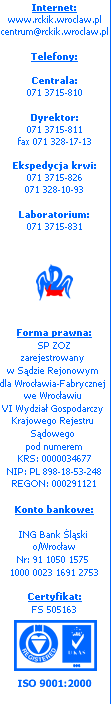 Internet:
www.rckik.wroclaw.pl
centrum@rckik.wroclaw.pl
Telefony:
Centrala:
071 3715-810
Dyrektor:
071 3715-811
fax 071 328-17-13
Ekspedycja krwi:
071 3715-826
071 328-10-93
Laboratorium:
071 3715-831
Forma prawna:
SP ZOZ
zarejestrowany
w Sądzie Rejonowym
dla Wrocławia-Fabrycznej
we Wrocławiu
VI Wydział Gospodarczy
Krajowego Rejestru
Sądowego
pod numerem
KRS: 0000034677
NIP: PL 898-18-53-248
REGON: 000291121
Konto bankowe:
ING Bank Śląski
o/Wrocław
Nr: 91 1050 1575
1000 0023 1691 2753
Certyfikat:
FS 505163
REGISTERED
UKAS
ISO 9001:2000